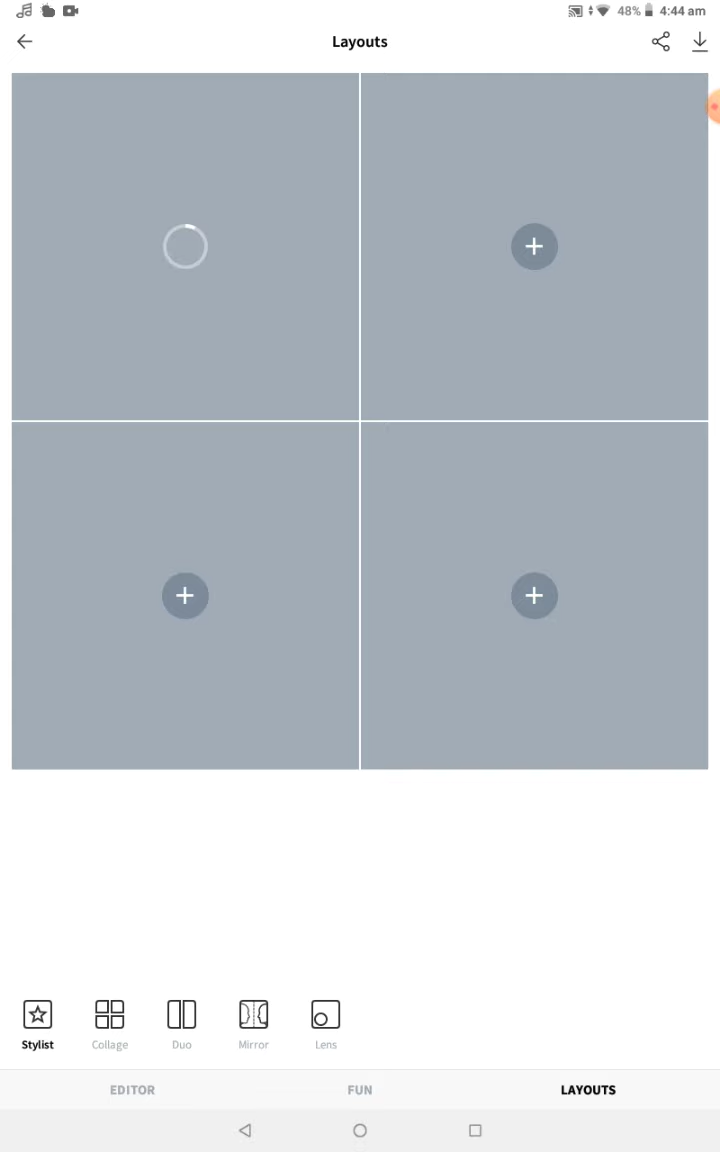 48%
4:44 am
Layouts
Stylist
Collage
Duo
Mirror
Lens
EDITOR
FUN
LAYOUTS